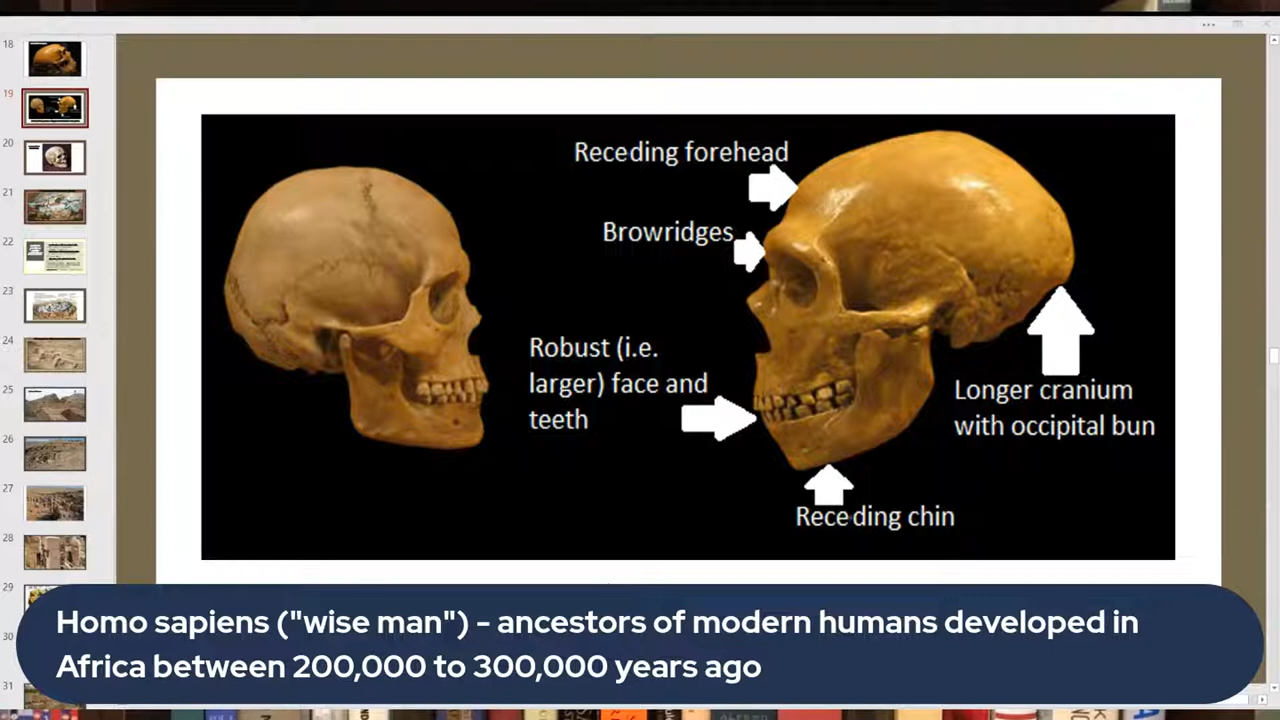 18
19
20
21
22
23
24
25
26
27
28
29
30
31
Receding forehead
Browridges
Robust (i.e.
larger) face and
teeth
Longer cranium
with occipital bun
Receding chin
Homo sapiens ("wise man") - ancestors of modern humans developed in
Africa between 200,000 to 300,000 years ago